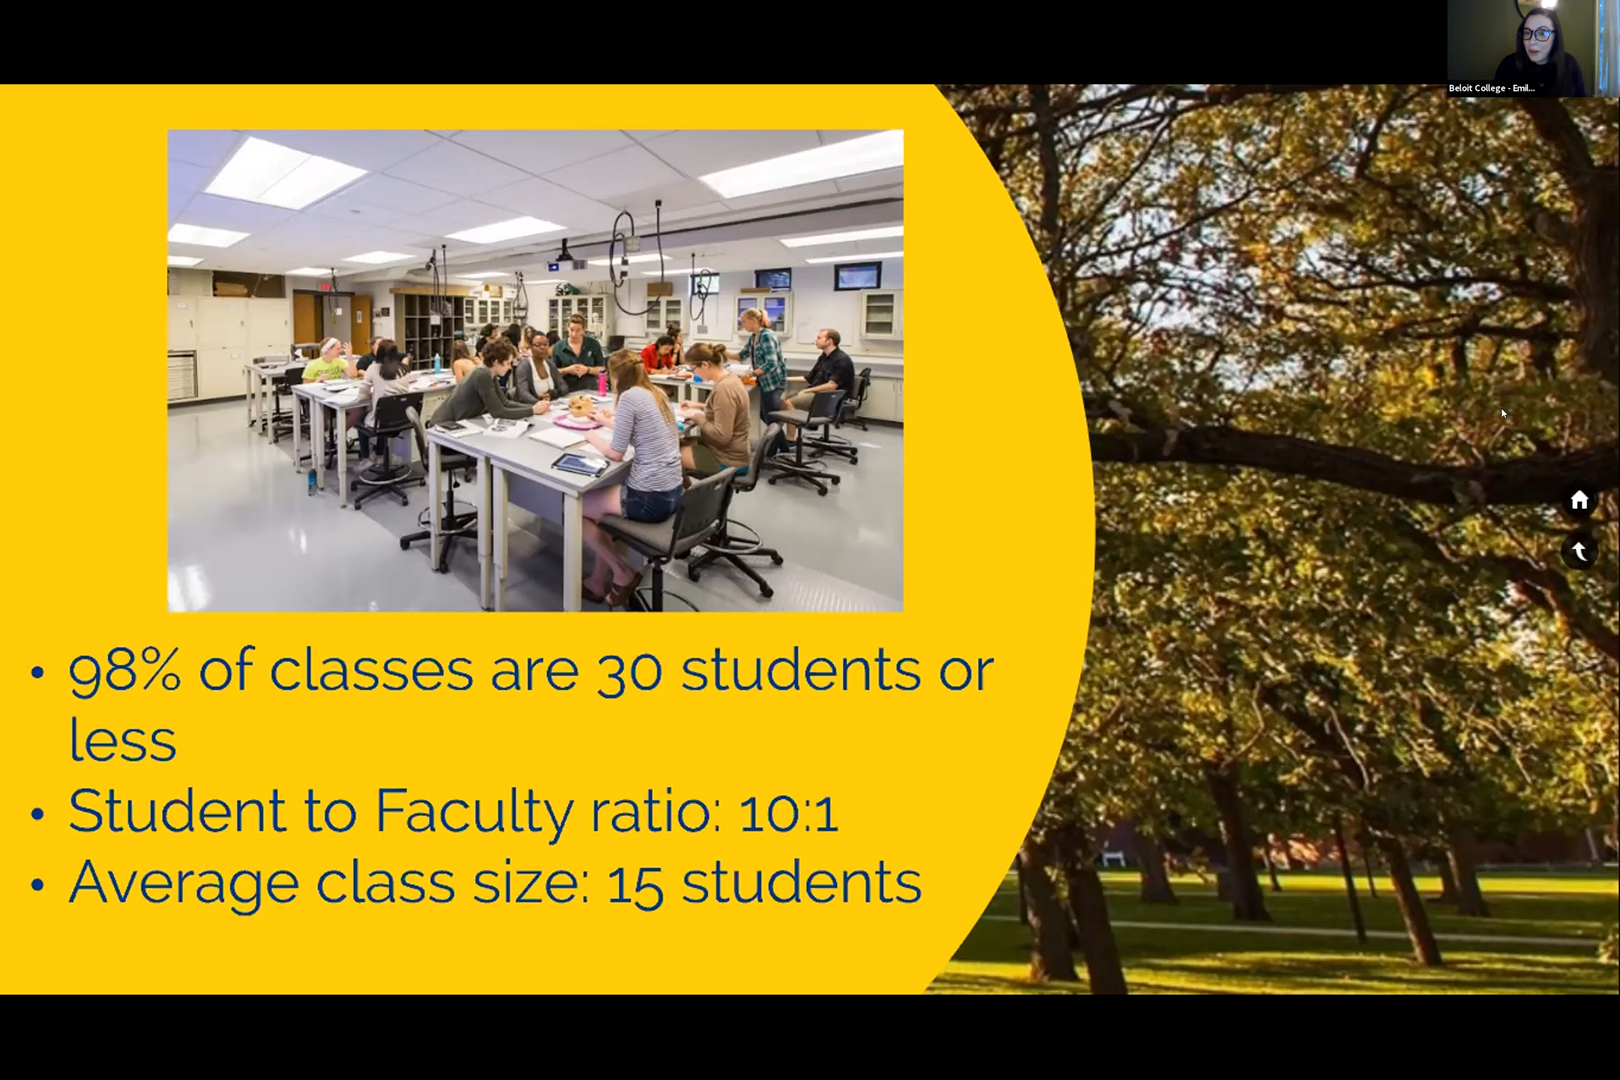 Beloit College - Emil...
• 98% of classes are 30 students or
less
• Student to Faculty ratio: 10:1
• Average class size: 15 students